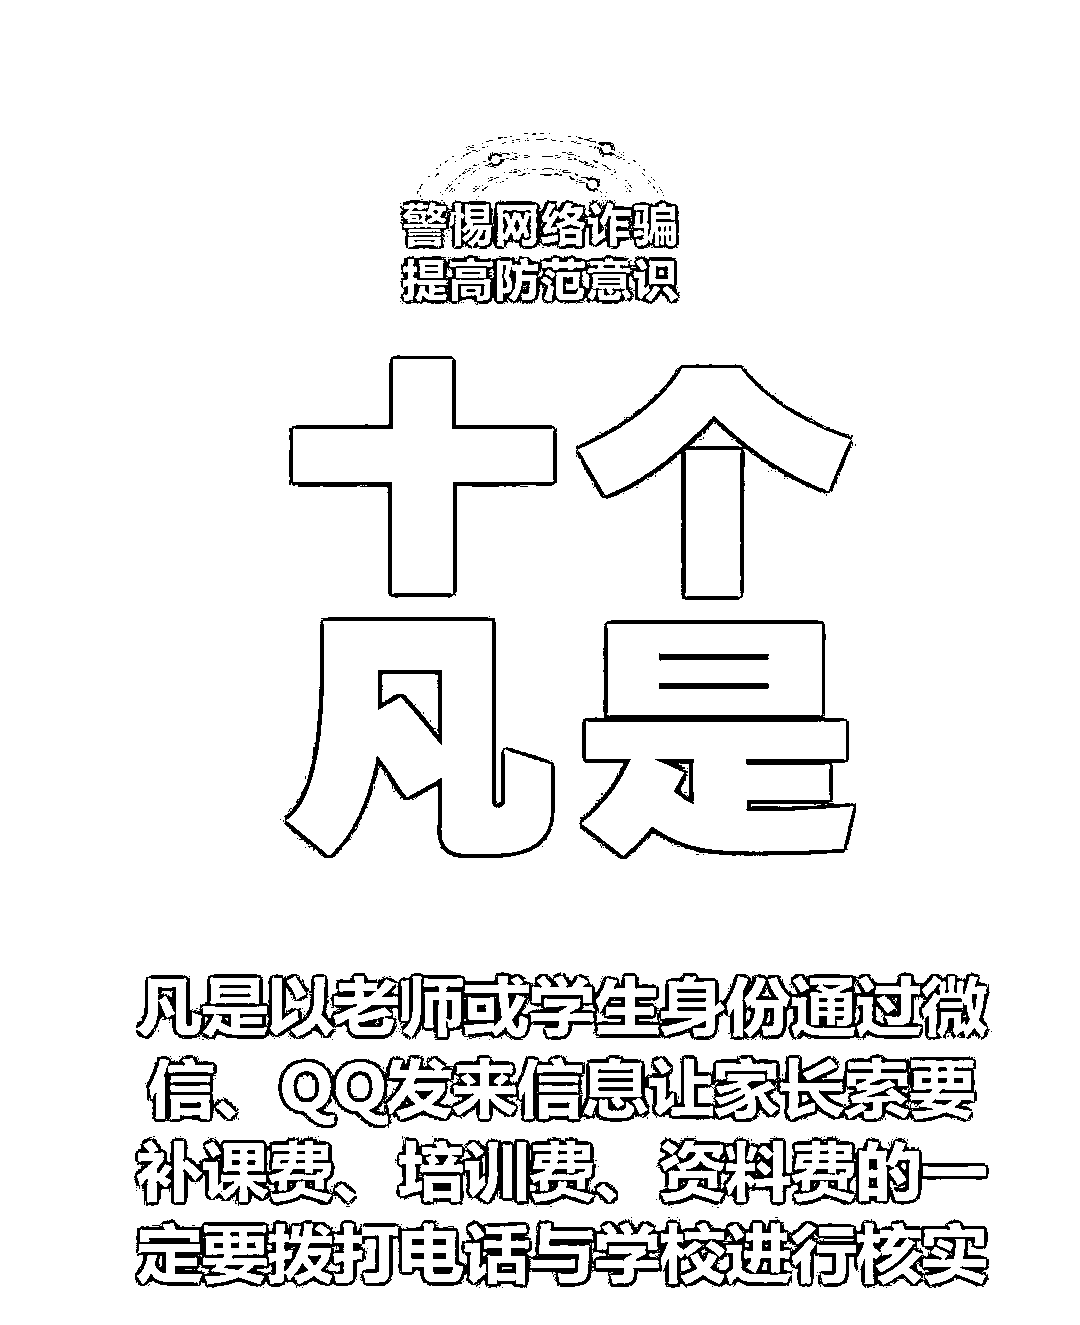 警惕网络诈骗
提高防范意识
十个
凡是
凡是以老师或学生身份通过微
信、QQ发来信息让家长索要
补课费、培训费、资料费的一
定要拨打电话与学校进行核实